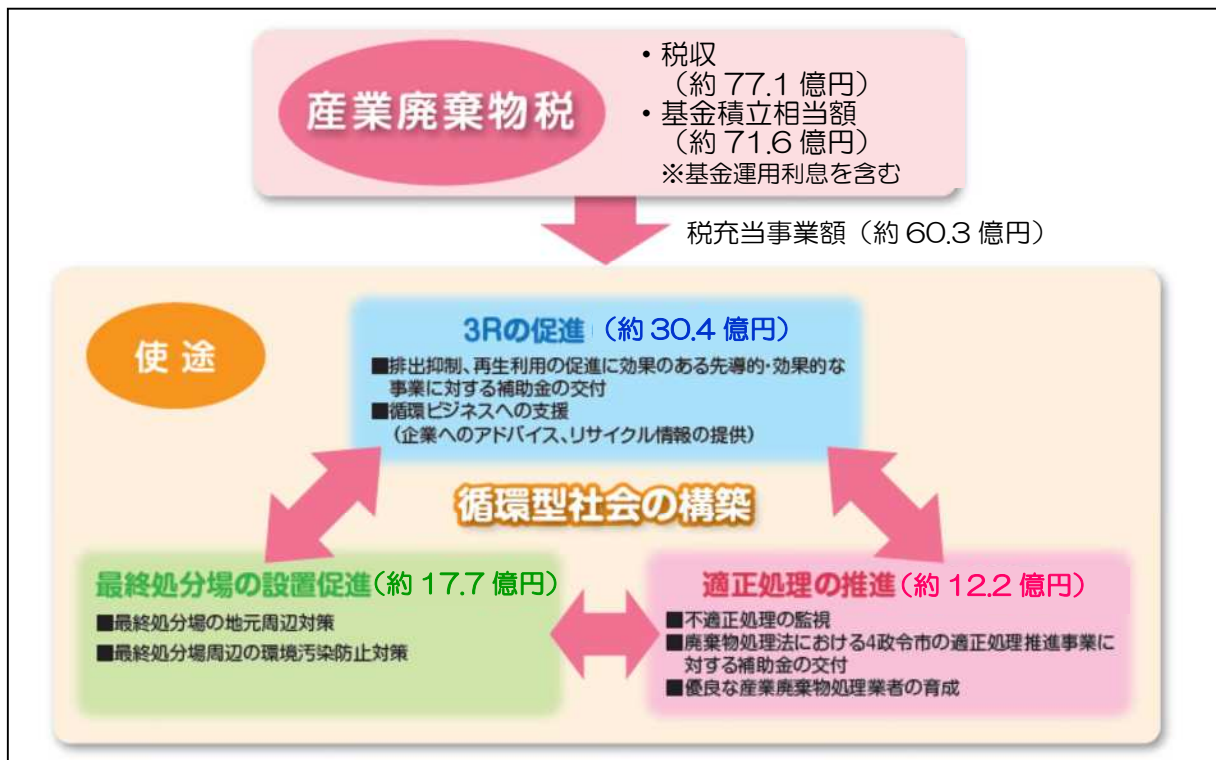 産業廃棄物税
・税収
（約 77.1 億円）
・基金積立相当額
（約 71.6 億円）
※基金運用利息を含む
税充当事業額（約 60.3 億円）
使途
3Rの促進（約 30.4 億円）
■排出抑制、再生利用の促進に効果のある先導的・効果的な
事業に対する補助金の交付
■循環ビジネスへの支援
（企業へのアドバイス、リサイクル情報の提供）
循環型社会の構築
最終処分場の設置促進（約 17.7 億円）
■最終処分場の地元周辺対策
■最終処分場周辺の環境汚染防止対策
適正処理の推進（約 12.2 億円）
■不適正処理の監視
■廃棄物処理法における4政令市の適正処理推進事業に
対する補助金の交付
■優良な産業廃棄物処理業者の育成